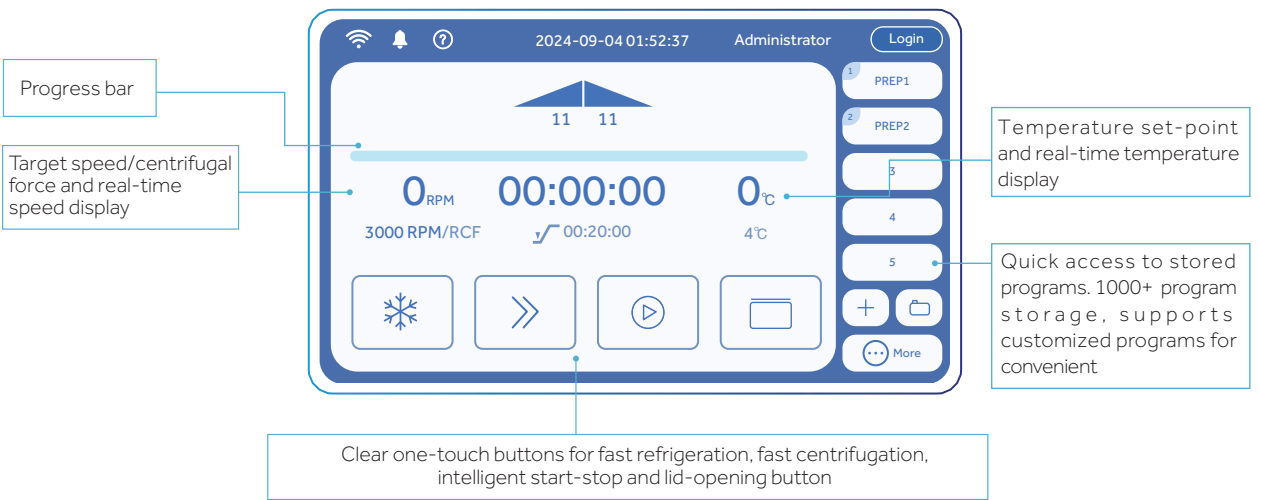 2024-09-04 01:52:37 Administrator Login
Progress bar
11 11
Target speed/centrifugal
force and real-time
speed display
0 RPM 00:00:00 0 ℃
3000 RPM/RCF 00:20:00 4℃
1 PREP1
2 PREP2
3
4
5
More
Temperature set-point
and real-time temperature
display
Quick access to stored
programs. 1000+ program
storage, supports
customized programs for
convenient
Clear one-touch buttons for fast refrigeration, fast centrifugation,
intelligent start-stop and lid-opening button